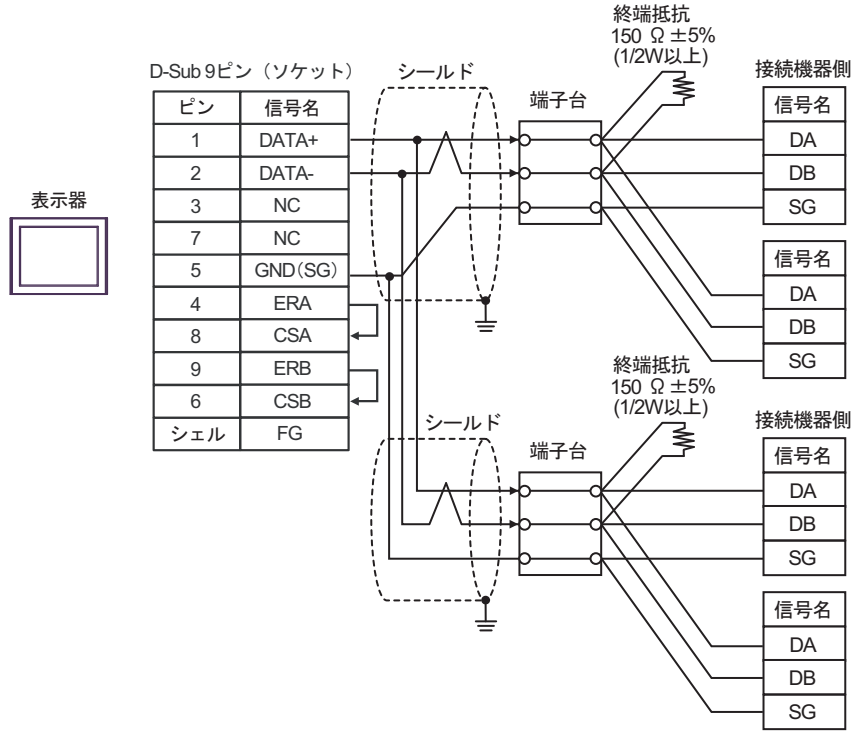 表示器
D-Sub 9ピン（ソケット）
ピン 信号名
1 DATA+
2 DATA-
3 NC
7 NC
5 GND(SG)
4 ERA
8 CSA
9 ERB
6 CSB
シェル FG
シールド
端子台
終端抵抗
150 Ω ±5%
(1/2W以上)
接続機器側
信号名
DA
DB
SG
信号名
DA
DB
SG
シールド
端子台
終端抵抗
150 Ω ±5%
(1/2W以上)
接続機器側
信号名
DA
DB
SG
信号名
DA
DB
SG